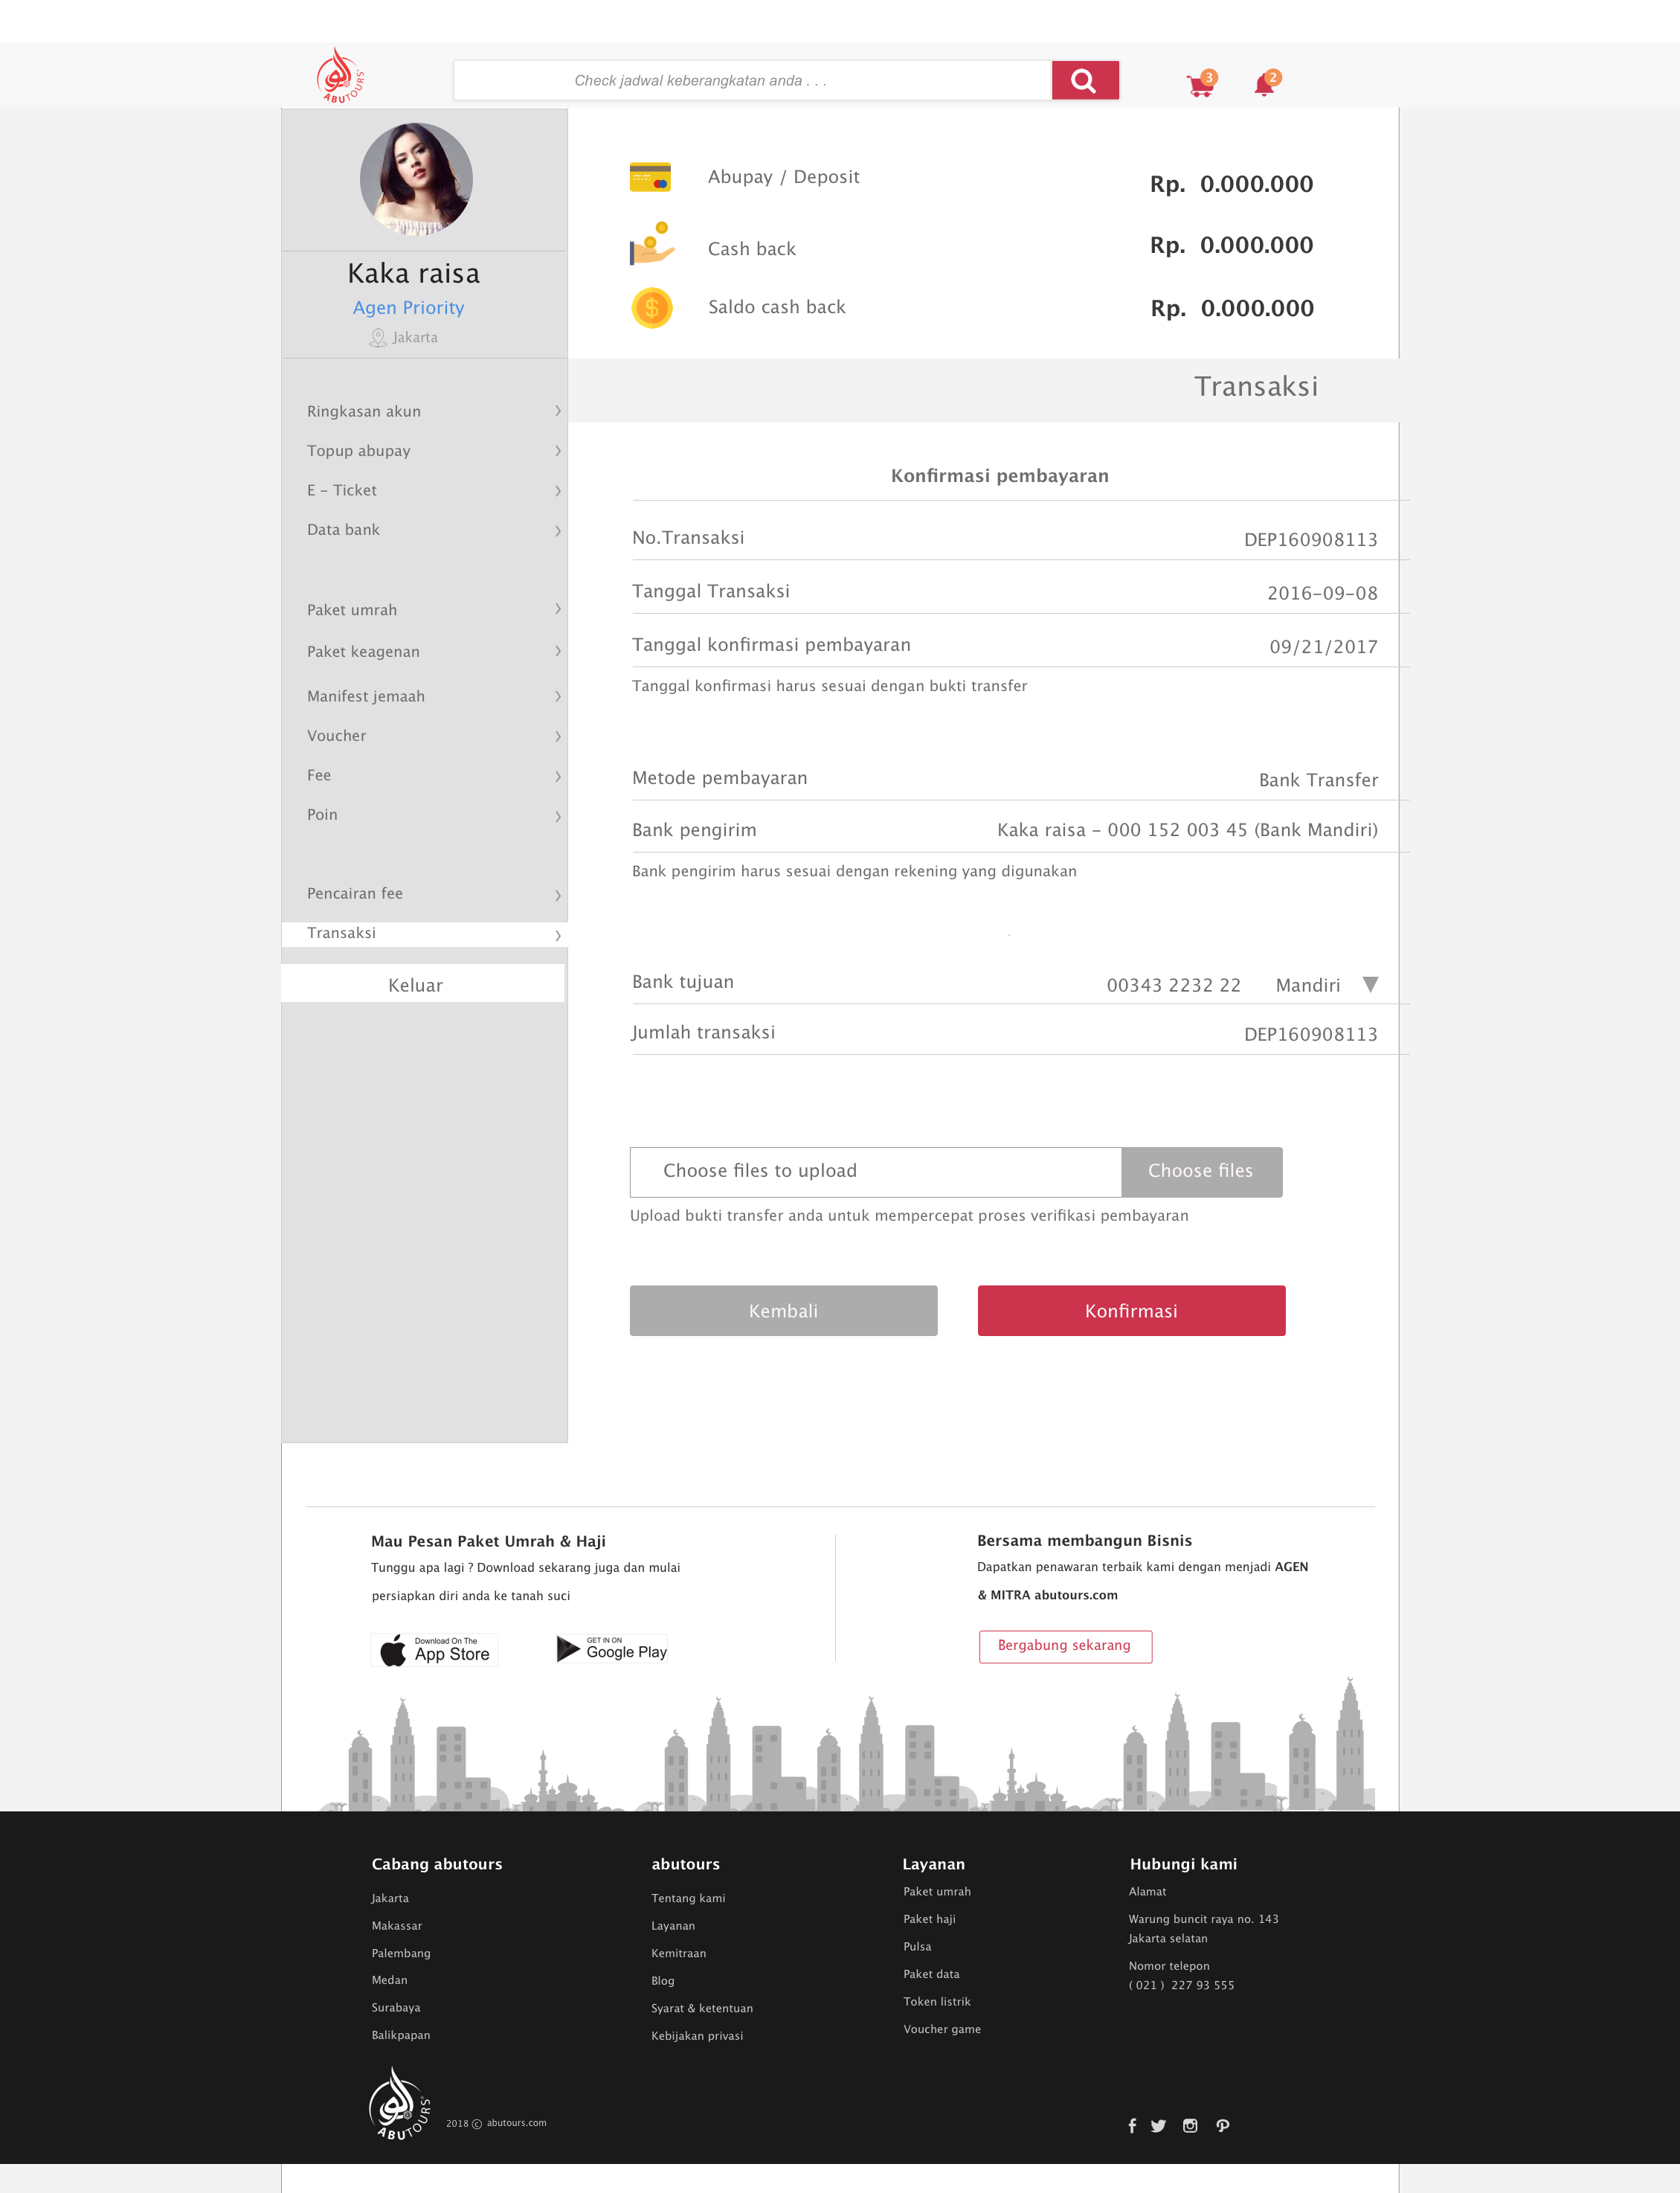 ABUTOURS
Check jadwal keberangkatan anda . . .
3
2
Kaka raisa
Agen Priority
Jakarta
Ringkasan akun
Topup abupay
E - Ticket
Data bank
Paket umrah
Paket keagenan
Manifest jemaah
Voucher
Fee
Poin
Pencairan fee
Transaksi
Keluar
Abupay / Deposit Rp. 0.000.000
Cash back Rp. 0.000.000
Saldo cash back Rp. 0.000.000
Transaksi
Konfirmasi pembayaran
No.Transaksi DEP160908113
Tanggal Transaksi 2016-09-08
Tanggal konfirmasi pembayaran 09/21/2017
Tanggal konfirmasi harus sesuai dengan bukti transfer
Metode pembayaran Bank Transfer
Bank pengirim Kaka raisa - 000 152 003 45 (Bank Mandiri)
Bank pengirim harus sesuai dengan rekening yang digunakan
Bank tujuan 00343 2232 22 Mandiri
Jumlah transaksi DEP160908113
Choose files to upload Choose files
Upload bukti transfer anda untuk mempercepat proses verifikasi pembayaran
Kembali Konfirmasi
Mau Pesan Paket Umrah & Haji
Tunggu apa lagi ? Download sekarang juga dan mulai
persiapkan diri anda ke tanah suci
Download On The
App Store
GET IN ON
Google Play
Bersama membangun Bisnis
Dapatkan penawaran terbaik kami dengan menjadi AGEN
& MITRA abutours.com
Bergabung sekarang
Cabang abutours
Jakarta
Makassar
Palembang
Medan
Surabaya
Balikpapan
abutours
Tentang kami
Layanan
Kemitraan
Blog
Syarat & ketentuan
Kebijakan privasi
Layanan
Paket umrah
Paket haji
Pulsa
Paket data
Token listrik
Voucher game
Hubungi kami
Alamat
Warung buncit raya no. 143
Jakarta selatan
Nomor telepon
( 021 ) 227 93 555
ABUTOURS
2018 © abutours.com